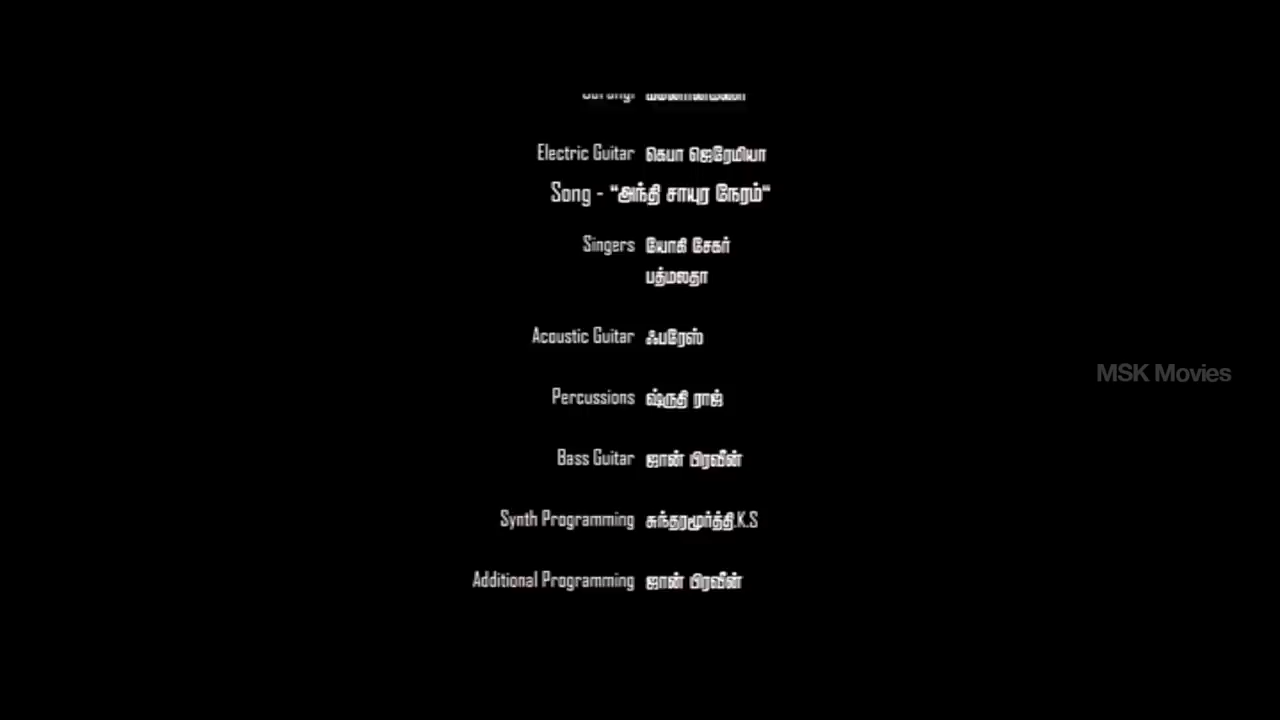 Electric Guitar கெபா ஜெரேமியா
Song - "அந்தி சாயுர நேரம்"
Singers யோகி சேகர்
பத்மலதா
Acoustic Guitar ஃபரேஸ்
Percussions ஷ்ருதி ராஜ்
Bass Guitar ஜான் பிரவீன்
MSK Movies
Synth Programming சுந்தரமூர்த்தி.K.S
Additional Programming ஜான் பிரவீன்